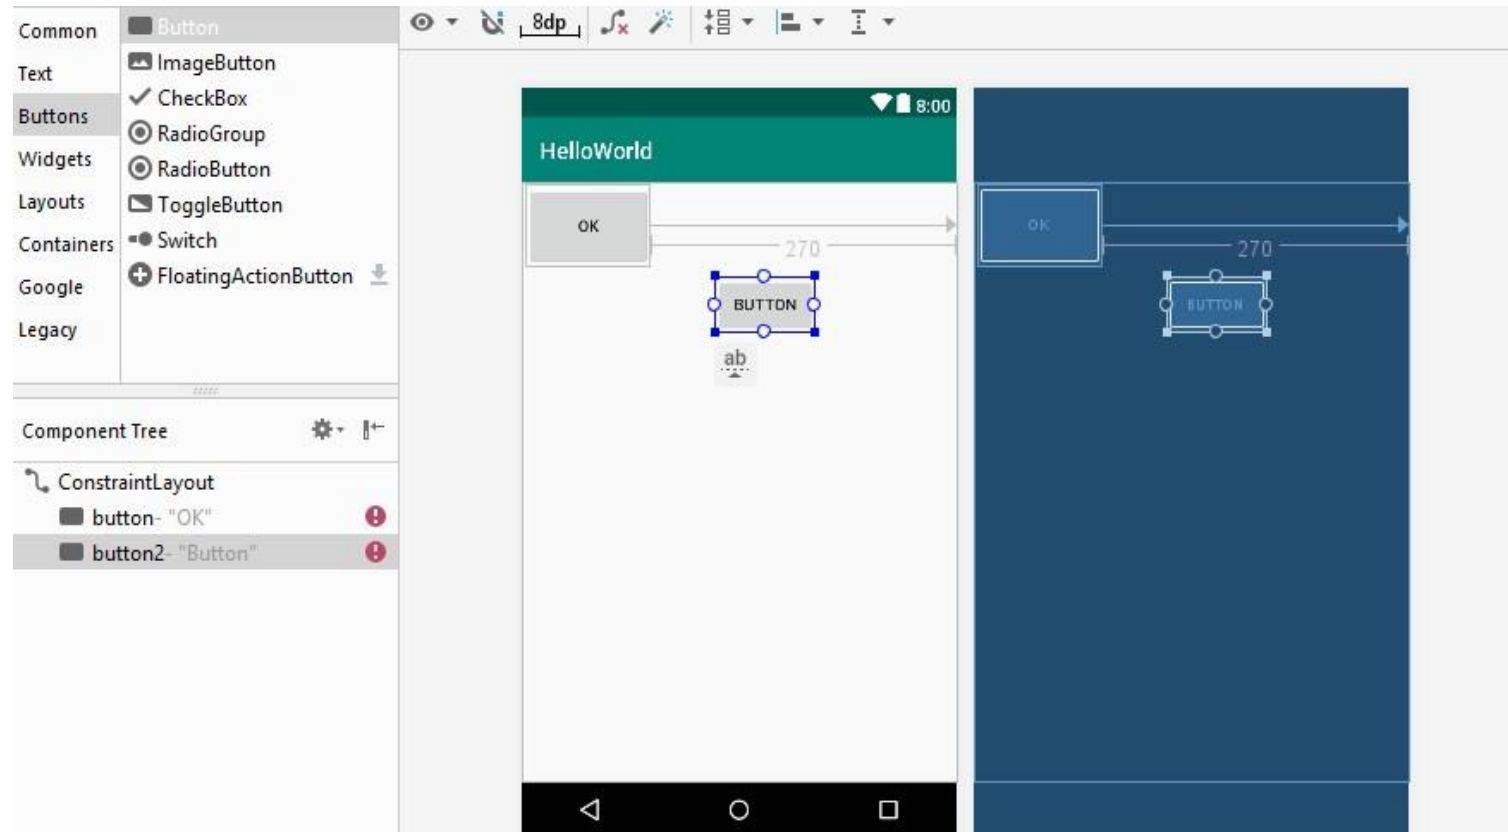 Common
Text
Buttons
Widgets
Layouts
Containers
Google
Legacy
Button
ImageButton
CheckBox
RadioGroup
RadioButton
ToggleButton
Switch
FloatingActionButton
Component Tree
ConstraintLayout
button- "OK"
button2- "Button"
8dp
8:00
HelloWorld
OK
270
BUTTON
ab
OK
270
BUTTON